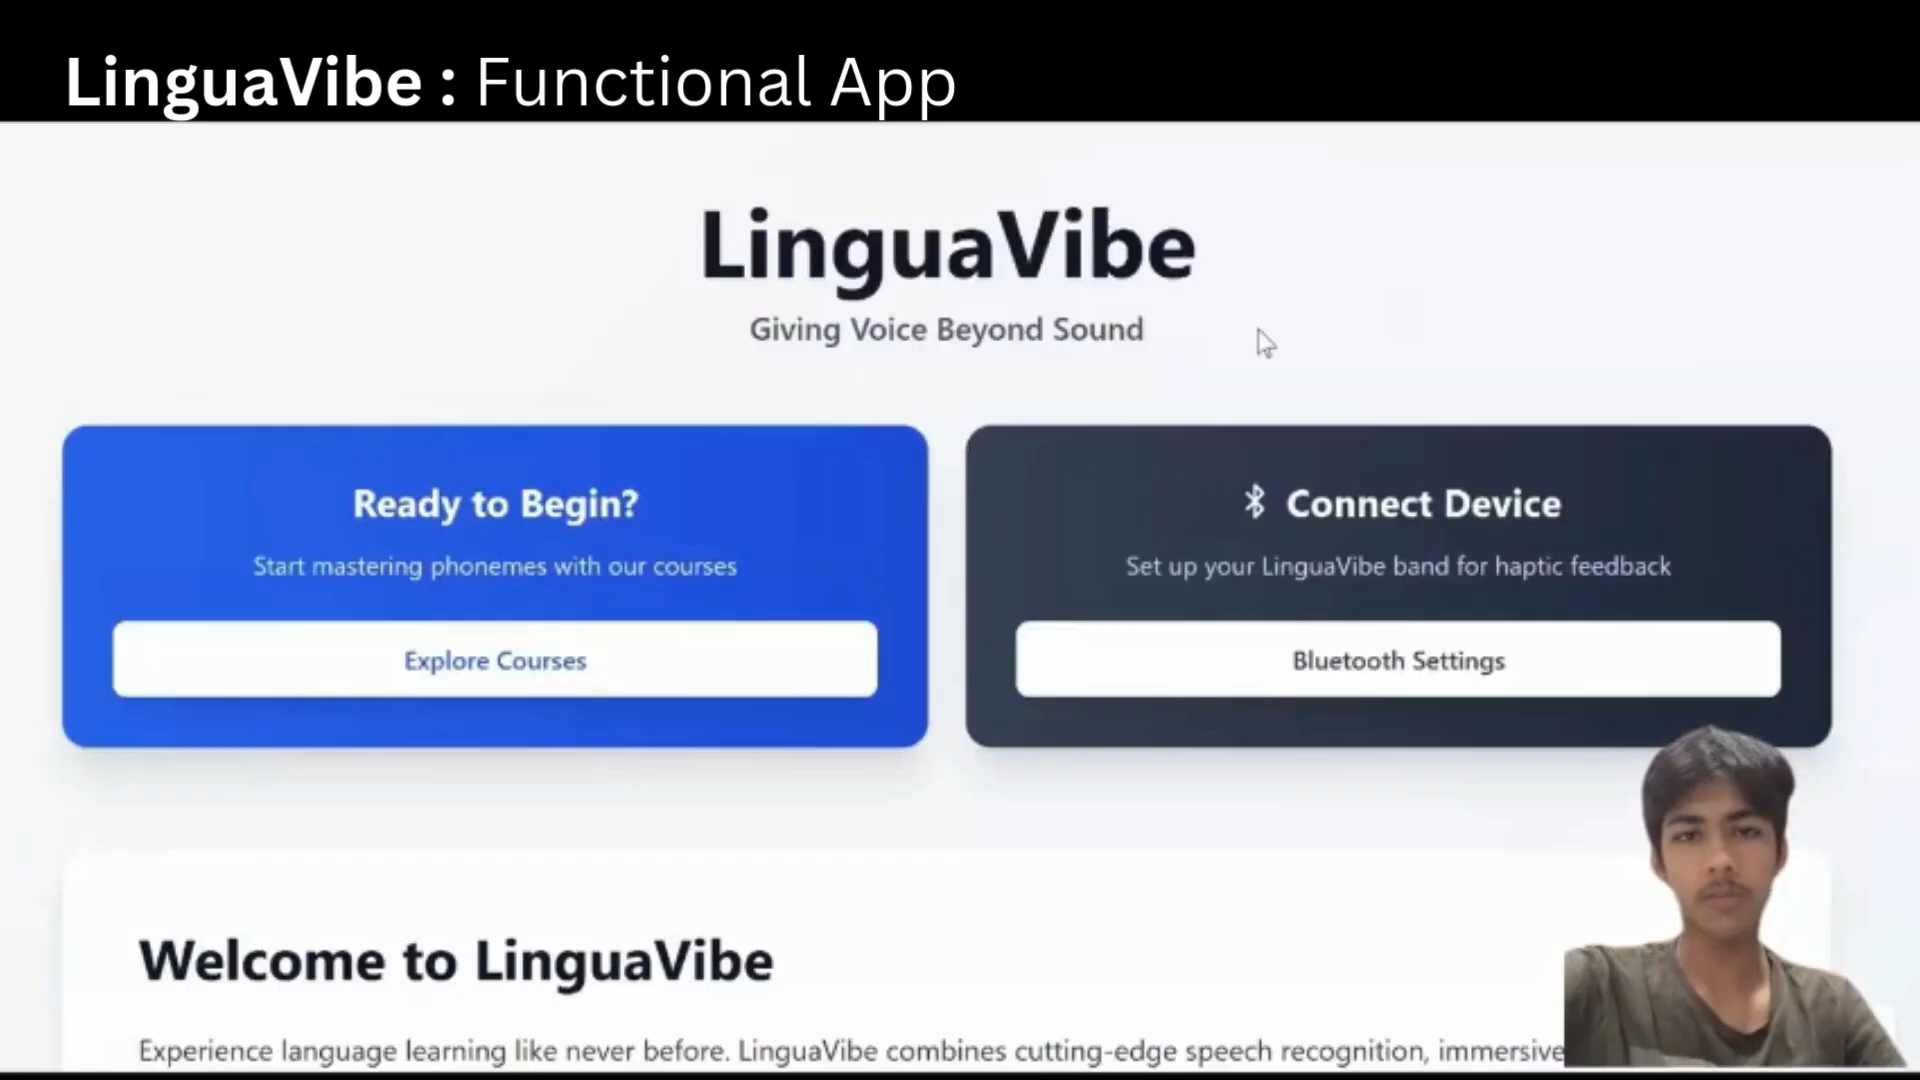 LinguaVibe : Functional App
LinguaVibe
Giving Voice Beyond Sound
Ready to Begin?
Start mastering phonemes with our courses
Explore Courses
Connect Device
Set up your LinguaVibe band for haptic feedback
Bluetooth Settings
Welcome to LinguaVibe
Experience language learning like never before. LinguaVibe combines cutting-edge speech recognition, immersive